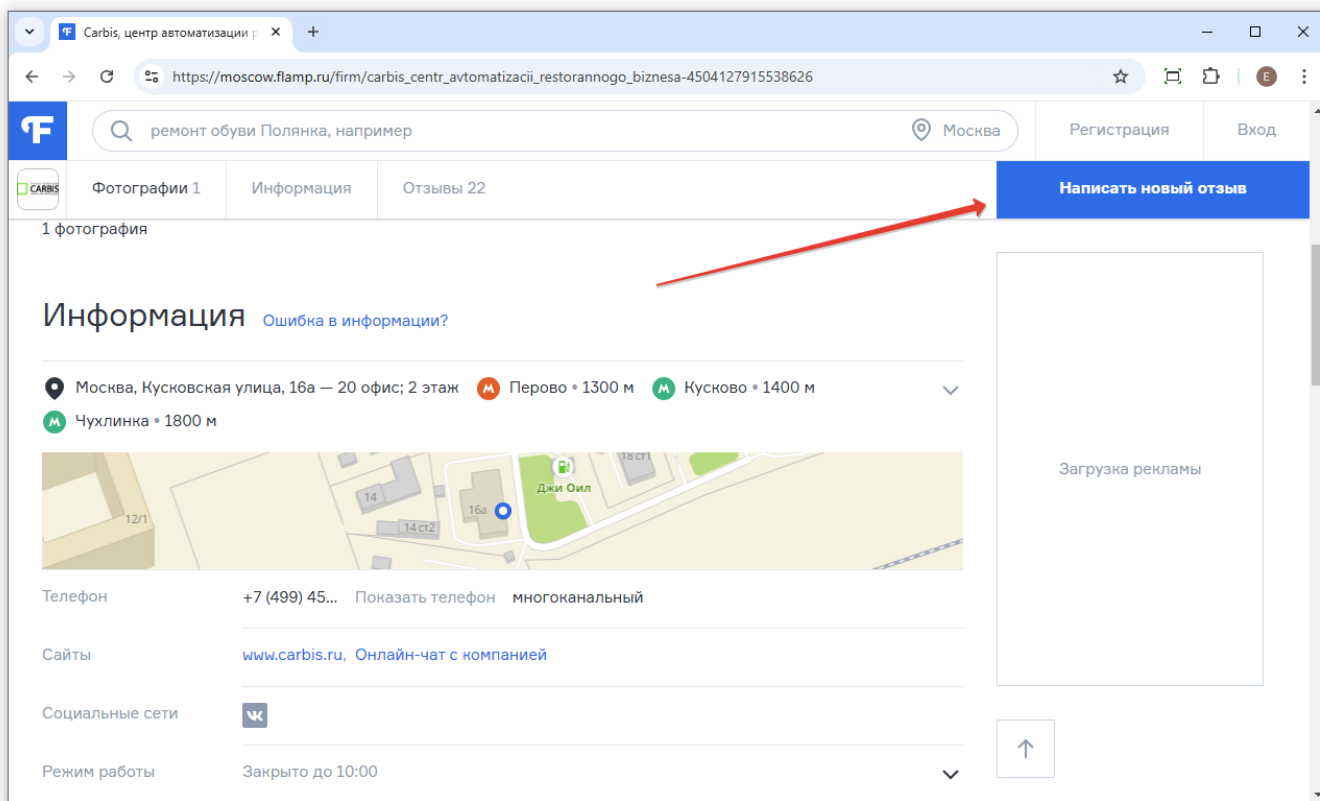 Carbis, центр автоматизации р
https://moscow.flamp.ru/firm/carbis_centr_avtomatizacii_restorannogo_biznesa-4504127915538626
E
ремонт обуви Полянка, например
Москва
Регистрация
Вход
CARBIS
Фотографии 1
Информация
Отзывы 22
Написать новый отзыв
1 фотография
Информация
Ошибка в информации?
Москва, Кусковская улица, 16а — 20 офис; 2 этаж
Перово • 1300 м
Кусково • 1400 м
Чухлинка • 1800 м
12/1
14
14 ст2
16а
18 ст1
Джи Оил
Загрузка рекламы
Телефон
+7 (499) 45... Показать телефон многоканальный
Сайты
www.carbis.ru, Онлайн-чат с компанией
Социальные сети
Режим работы
Закрыто до 10:00